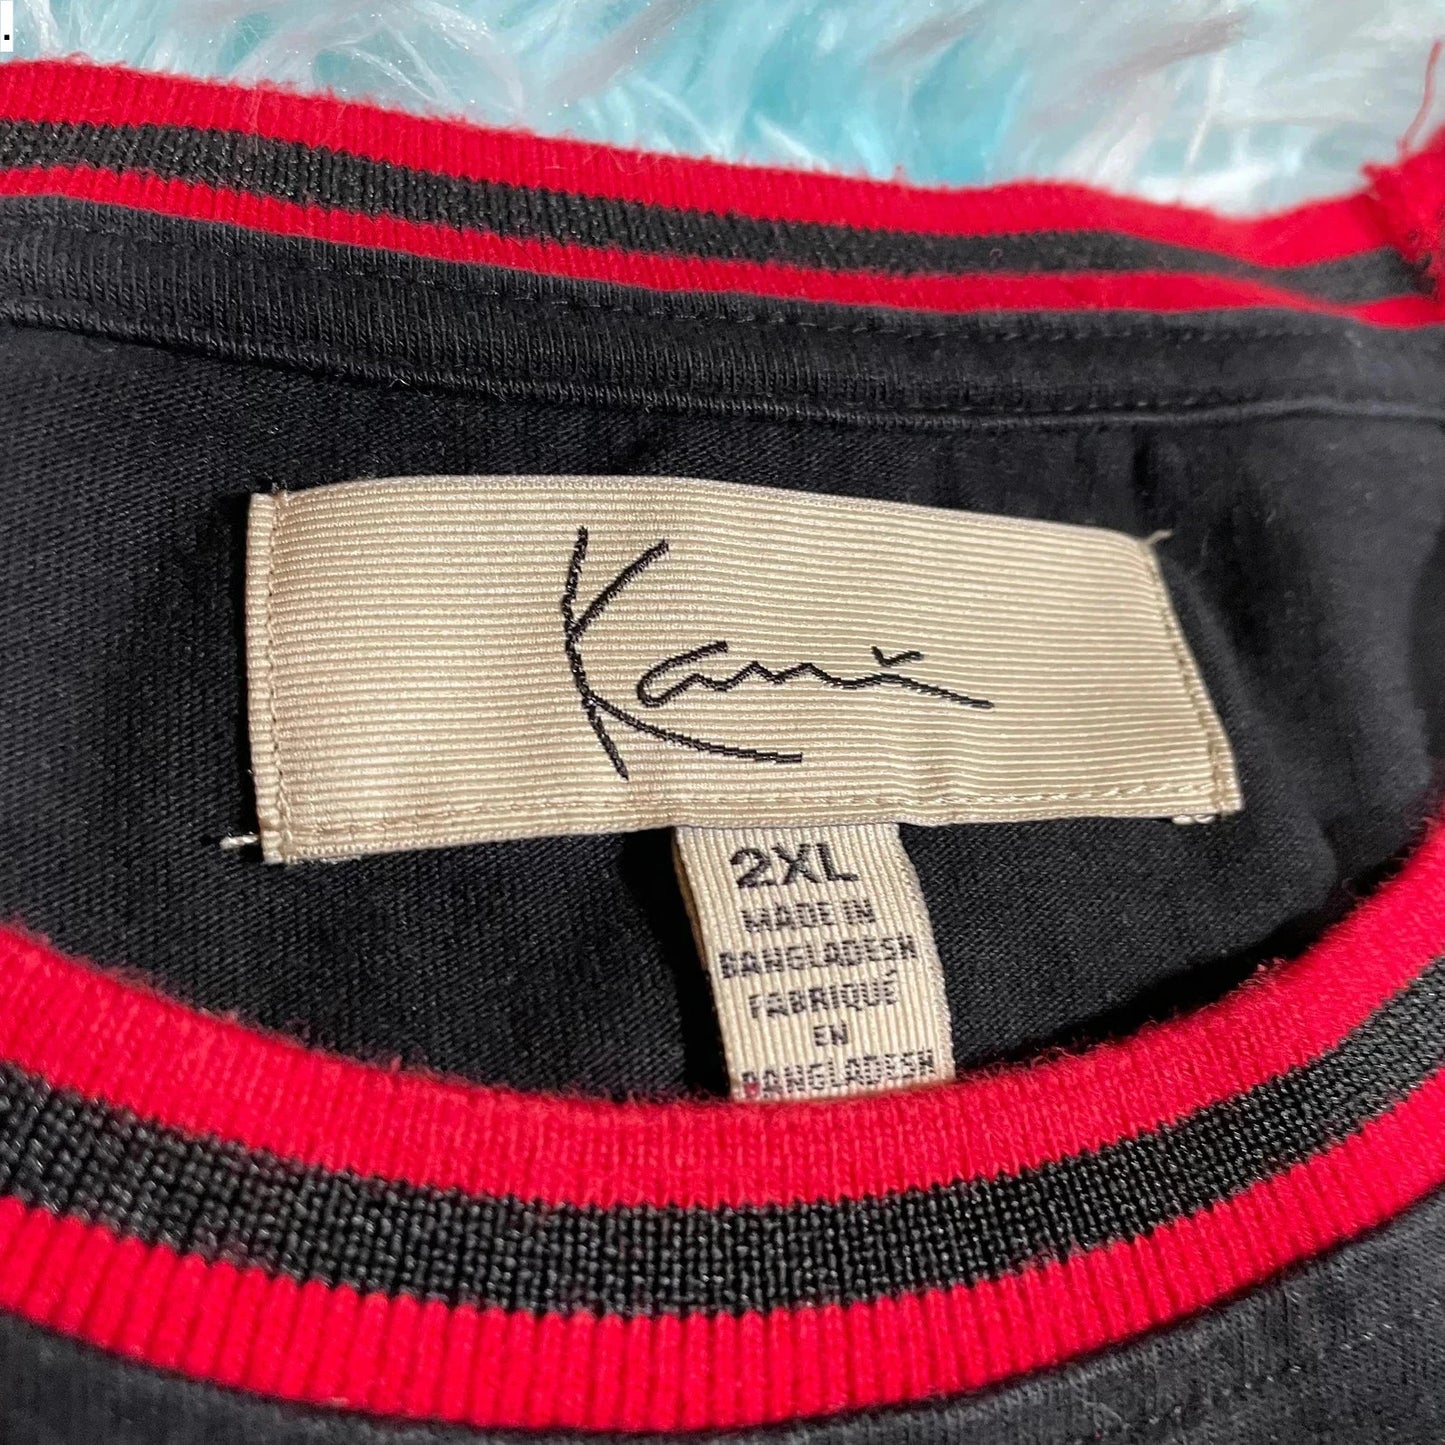 .
Kani
2XL
MADE IN
BANGLADESH
FABRIQUÉ
EN
BANGLADESH